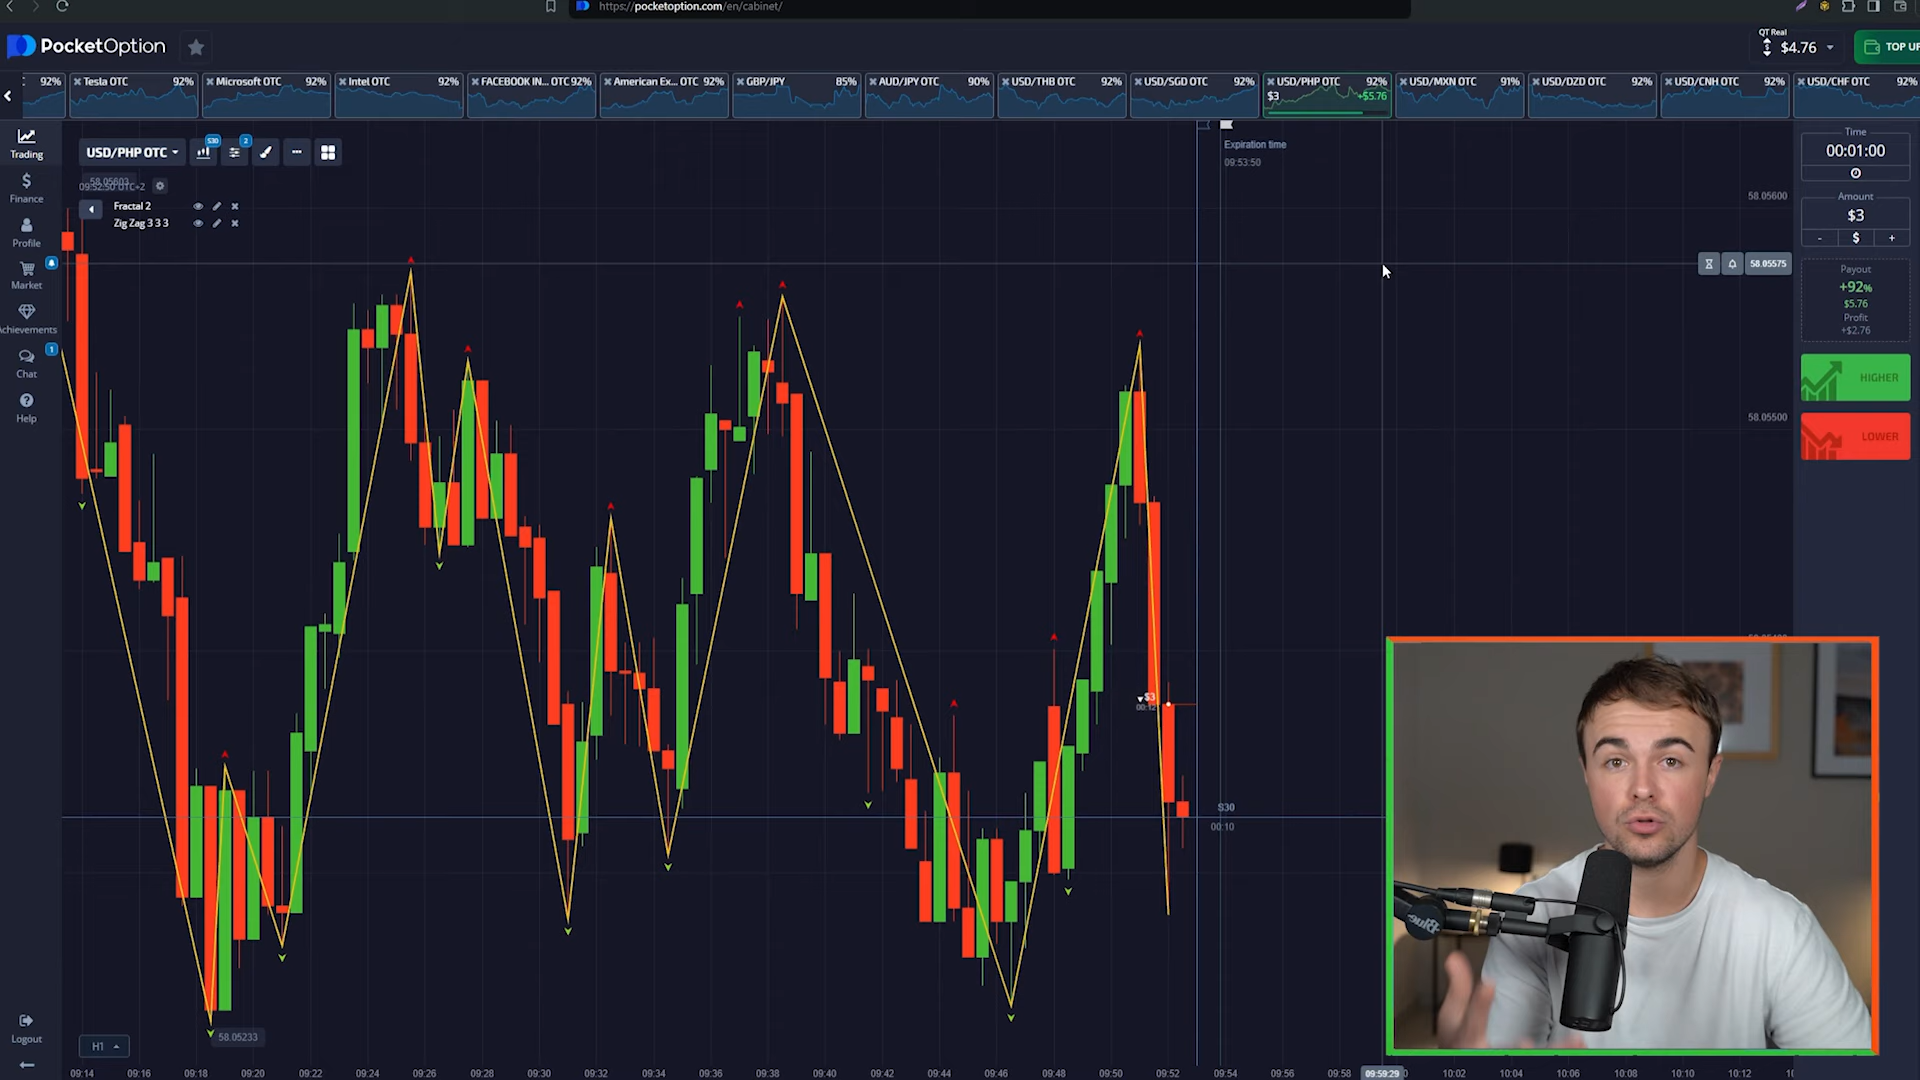 https://pocketoption.com/en/cabinet/
PocketOption
QT Real
$4.76
TOP UP
92%
Tesla OTC 92%
Microsoft OTC 92%
Intel OTC 92%
FACEBOOK IN... OTC 92%
American Ex... OTC 92%
GBP/JPY 85%
AUD/JPY OTC 90%
USD/THB OTC 92%
USD/SGD OTC 92%
USD/PHP OTC 92%
$3 +$5.76
USD/MXN OTC 91%
USD/DZD OTC 92%
USD/CNH OTC 92%
USD/CHF OTC 92%
Trading
Finance
Profile
Market
Achievements
1
Chat
Help
Logout
USD/PHP OTC
S30
2
58.05603
Fractal 2
Zig Zag 3 3 3
Expiration time
09:53:50
58.05600
58.05575
58.05500
$3
00:12
S30
00:10
58.05233
H1
Time
00:01:00
Amount
$3
- $ +
Payout
+92%
$5.76
Profit
+$2.76
HIGHER
LOWER
09:14 09:16 09:18 09:20 09:22 09:24 09:26 09:28 09:30 09:32 09:34 09:36 09:38 09:40 09:42 09:44 09:46 09:48 09:50 09:52 09:54 09:56 09:58 09:59:29 10:02 10:04 10:06 10:08 10:10 10:12